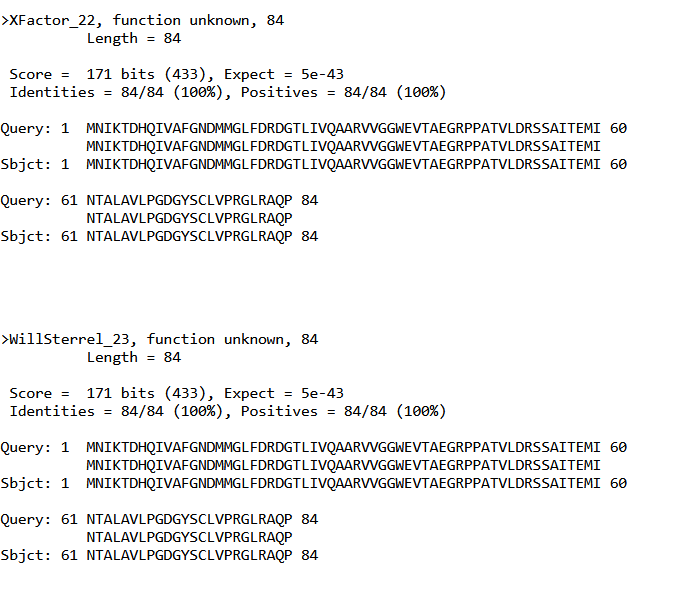 >XFactor_22, function unknown, 84
Length = 84
Score =  171 bits (433), Expect = 5e-43
Identities = 84/84 (100%), Positives = 84/84 (100%)
Query: 1  MNIKTDHQIVAFGNDMMGLFDRDGTLIVQAARVVGGWEVTAEGRPPATVLDRSSAITEMI 60
MNIKTDHQIVAFGNDMMGLFDRDGTLIVQAARVVGGWEVTAEGRPPATVLDRSSAITEMI
Sbjct: 1  MNIKTDHQIVAFGNDMMGLFDRDGTLIVQAARVVGGWEVTAEGRPPATVLDRSSAITEMI 60
Query: 61 NTALAVLPGDGYSCLVPRGLRAQP 84
NTALAVLPGDGYSCLVPRGLRAQP
Sbjct: 61 NTALAVLPGDGYSCLVPRGLRAQP 84
>WillSterrel_23, function unknown, 84
Length = 84
Score =  171 bits (433), Expect = 5e-43
Identities = 84/84 (100%), Positives = 84/84 (100%)
Query: 1  MNIKTDHQIVAFGNDMMGLFDRDGTLIVQAARVVGGWEVTAEGRPPATVLDRSSAITEMI 60
MNIKTDHQIVAFGNDMMGLFDRDGTLIVQAARVVGGWEVTAEGRPPATVLDRSSAITEMI
Sbjct: 1  MNIKTDHQIVAFGNDMMGLFDRDGTLIVQAARVVGGWEVTAEGRPPATVLDRSSAITEMI 60
Query: 61 NTALAVLPGDGYSCLVPRGLRAQP 84
NTALAVLPGDGYSCLVPRGLRAQP
Sbjct: 61 NTALAVLPGDGYSCLVPRGLRAQP 84